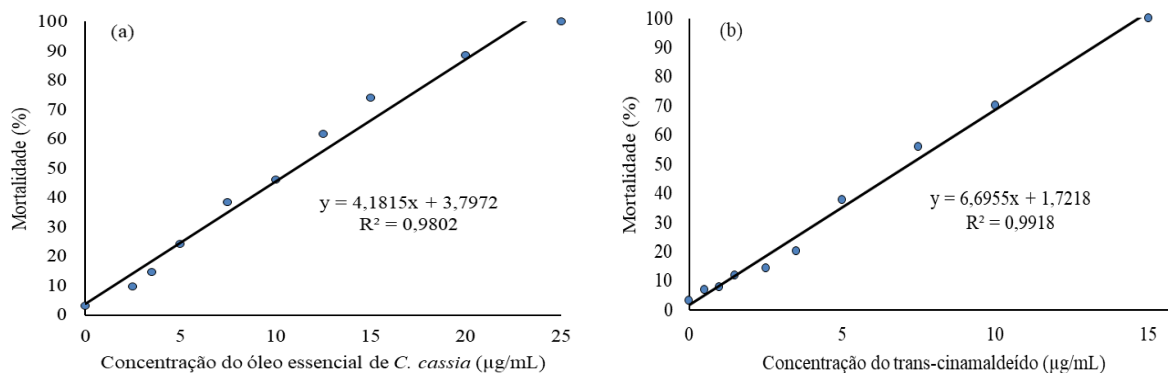 (a)
Mortalidade (%)
100
90
80
70
60
50
40
30
20
10
0
y = 4,1815x + 3,7972
R² = 0,9802
0 5 10 15 20 25
Concentração do óleo essencial de C. cassia (µg/mL)
(b)
Mortalidade (%)
100
90
80
70
60
50
40
30
20
10
0
y = 6,6955x + 1,7218
R² = 0,9918
0 5 10 15
Concentração do trans-cinamaldeído (µg/mL)